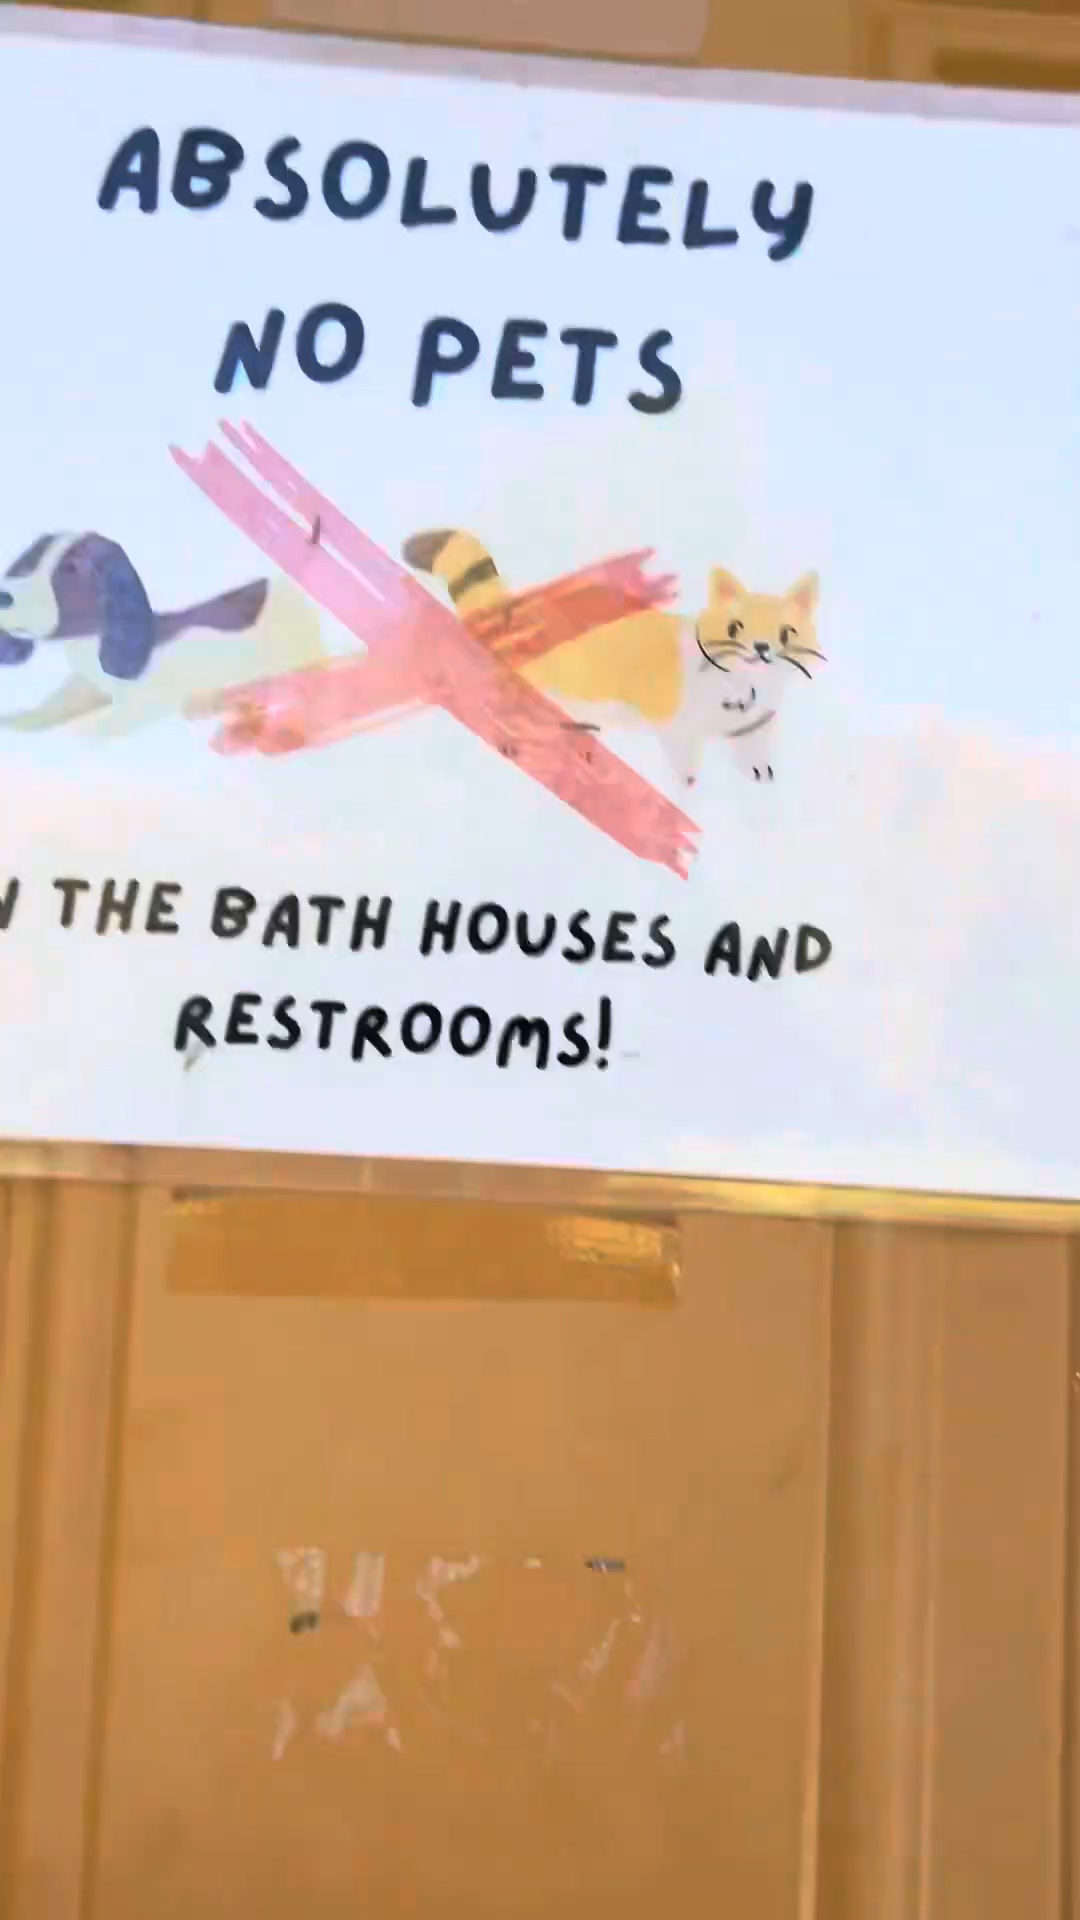 ABSOLUTELY
NO PETS
THE BATH HOUSES AND
RESTROOMS!